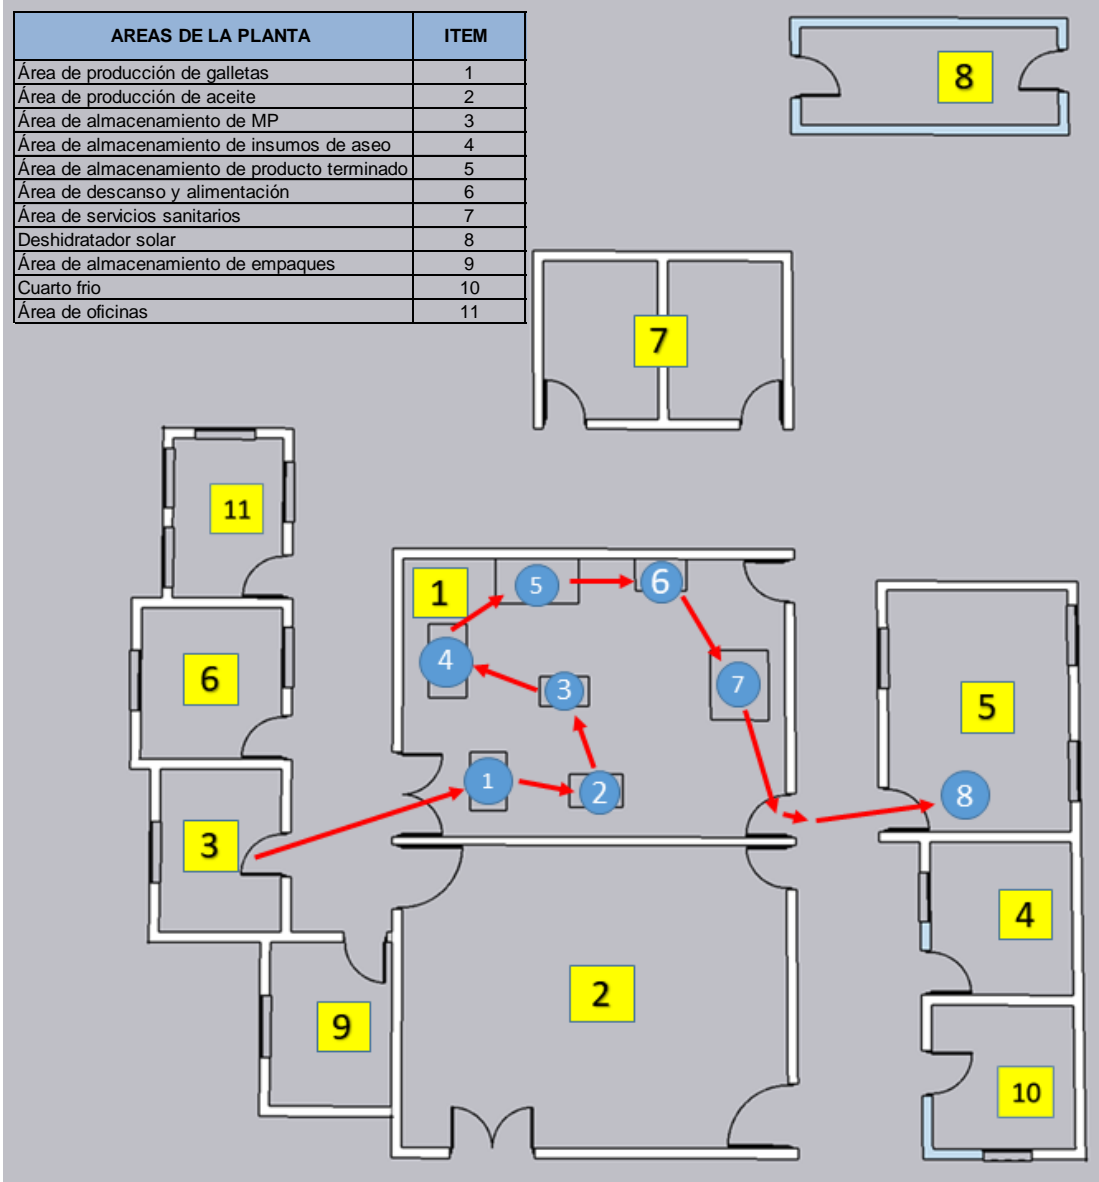 AREAS DE LA PLANTA ITEM
Área de producción de galletas 1
Área de producción de aceite 2
Área de almacenamiento de MP 3
Área de almacenamiento de insumos de aseo 4
Área de almacenamiento de producto terminado 5
Área de descanso y alimentación 6
Área de servicios sanitarios 7
Deshidratador solar 8
Área de almacenamiento de empaques 9
Cuarto frio 10
Área de oficinas 11
8
7
11
1
5
6
4
3
7
6
5
1
2
8
3
4
2
9
10